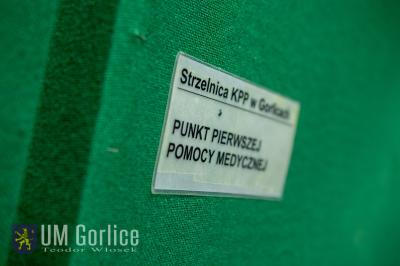 Strzelnica KPP w Gorlicach
PUNKT PIERWSZEJ
POMOCY MEDYCZNEJ
UM Gorlice
Teodor Włosek